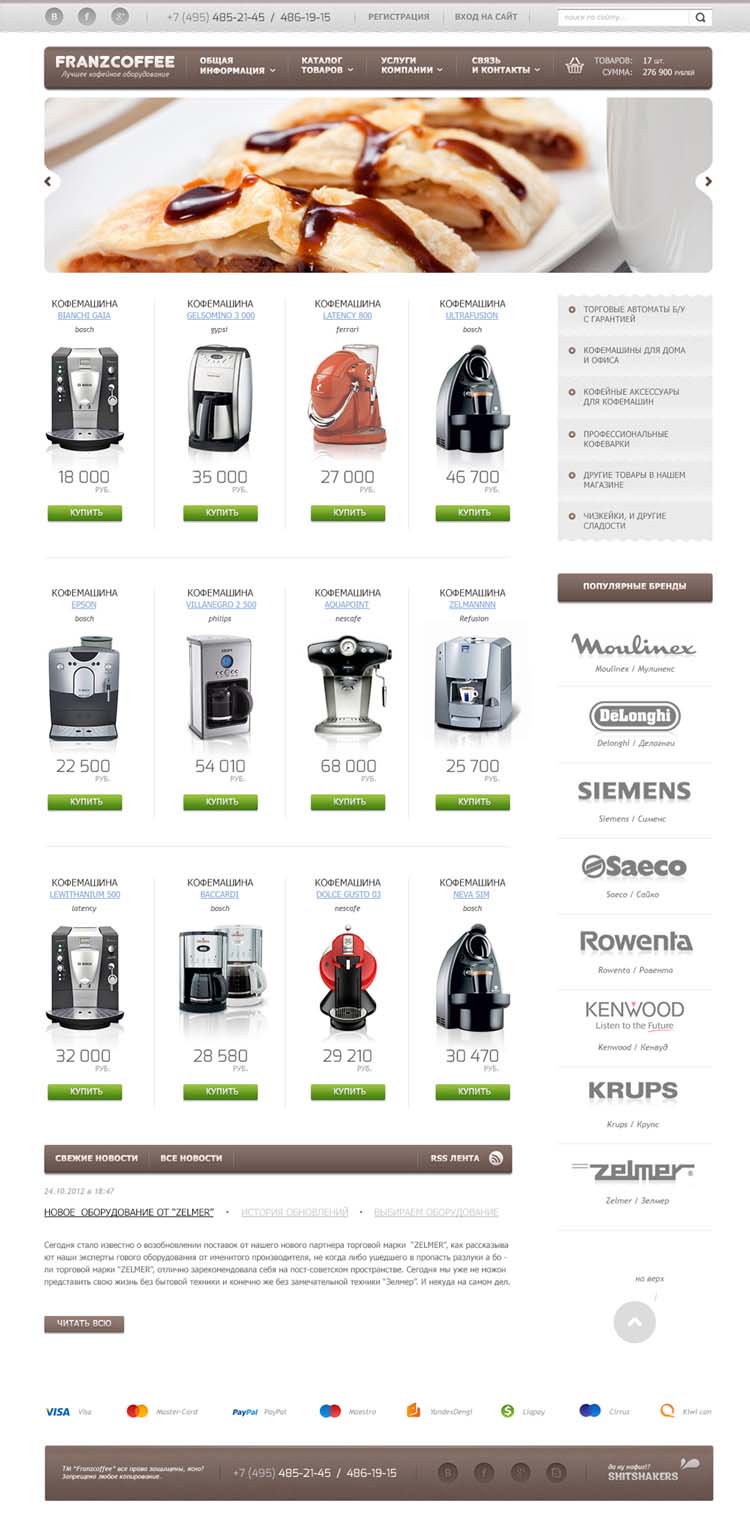 +7 (495) 485-21-45 / 486-19-15
РЕГИСТРАЦИЯ
ВХОД НА САЙТ
поиск по сайту...
FRANZCOFFEE
Лучшее кофейное оборудование
ОБЩАЯ
ИНФОРМАЦИЯ
КАТАЛОГ
ТОВАРОВ
УСЛУГИ
КОМПАНИИ
СВЯЗЬ
И КОНТАКТЫ
ТОВАРОВ: 17 шт.
СУММА: 276 900 РУБЛЕЙ
КОФЕМАШИНА
BIANCHI GAIA
bosch
18 000
РУБ.
КУПИТЬ
КОФЕМАШИНА
GELSOMINO 3 000
gypsi
35 000
РУБ.
КУПИТЬ
КОФЕМАШИНА
LATENCY 800
ferrari
27 000
РУБ.
КУПИТЬ
КОФЕМАШИНА
ULTRAFUSION
bosch
46 700
РУБ.
КУПИТЬ
ТОРГОВЫЕ АВТОМАТЫ Б/У
С ГАРАНТИЕЙ
КОФЕМАШИНЫ ДЛЯ ДОМА
И ОФИСА
КОФЕЙНЫЕ АКСЕССУАРЫ
ДЛЯ КОФЕМАШИН
ПРОФЕССИОНАЛЬНЫЕ
КОФЕВАРКИ
ДРУГИЕ ТОВАРЫ В НАШЕМ
МАГАЗИНЕ
ЧИЗКЕЙКИ, И ДРУГИЕ
СЛАДОСТИ
КОФЕМАШИНА
EPSON
bosch
22 500
РУБ.
КУПИТЬ
КОФЕМАШИНА
VILLANEGRO 2 500
philips
54 010
РУБ.
КУПИТЬ
КОФЕМАШИНА
AQUAPOINT
nescafe
68 000
РУБ.
КУПИТЬ
КОФЕМАШИНА
ZELMANNNN
Refusion
25 700
РУБ.
КУПИТЬ
КОФЕМАШИНА
LEWITHANIUM 500
latency
32 000
РУБ.
КУПИТЬ
КОФЕМАШИНА
BACCARDI
bosch
28 580
РУБ.
КУПИТЬ
КОФЕМАШИНА
DOLCE GUSTO 03
nescafe
29 210
РУБ.
КУПИТЬ
КОФЕМАШИНА
NEVA SIM
bosch
30 470
РУБ.
КУПИТЬ
ПОПУЛЯРНЫЕ БРЕНДЫ
Moulinex
Moulinex / Мулинекс
DeLonghi
Delonghi / Делогнги
SIEMENS
Siemens / Сименс
Saeco
Saeco / Сайко
Rowenta
Rowenta / Ровента
KENWOOD
Listen to the Future
Kenwood / Кенвуд
KRUPS
Krups / Крупс
zelmer
Zelmer / Зелмер
СВЕЖИЕ НОВОСТИ
ВСЕ НОВОСТИ
RSS ЛЕНТА
24.10.2012 в 18:47
НОВОЕ ОБОРУДОВАНИЕ ОТ "ZELMER" • ИСТОРИЯ ОБНОВЛЕНИЙ • ВЫБИРАЕМ ОБОРУДОВАНИЕ
Сегодня стало известно о возобновлении поставок от нашего нового партнера торговой марки "ZELMER", как рассказыва
ют наши эксперты гового оборудования от именитого производителя, не когда либо ушедшего в пропасть разлуки а бо -
ли торговой марки "ZELMER", отлично зарекомендовала себя на пост-советском пространстве. Сегодня мы уже не можон
представить свою жизнь без бытовой техники и конечно же без замечательной техники "Зелмер". И некуда на самом дел.
ЧИТАТЬ ВСЮ
на верх
VISA Visa
Master-Card
PayPal PayPal
Maestro
YandexDengi
Liqpay
Cirrus
Kiwi con
TM "Franzcoffee" все права защищены, ясно?
Запрещено любое копирование.
+7 (495) 485-21-45 / 486-19-15
да ну нафиг!?
SHITSHAKERS